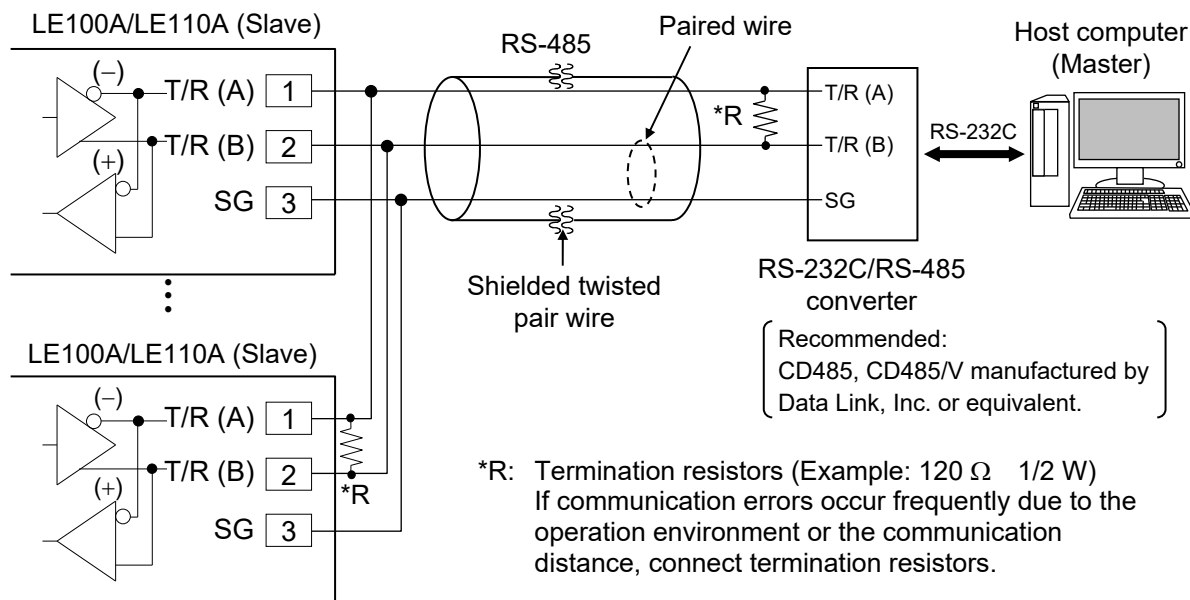 LE100A/LE110A (Slave)
(−)
T/R (A) 1
T/R (B) 2
(+)
SG 3
RS-485
Paired wire
*R
Shielded twisted
pair wire
T/R (A)
T/R (B)
SG
RS-232C/RS-485
converter
RS-232C
Host computer
(Master)
Recommended:
CD485, CD485/V manufactured by
Data Link, Inc. or equivalent.
LE100A/LE110A (Slave)
(−)
T/R (A) 1
T/R (B) 2
(+)
SG 3
*R
*R: Termination resistors (Example: 120 Ω 1/2 W)
If communication errors occur frequently due to the
operation environment or the communication
distance, connect termination resistors.